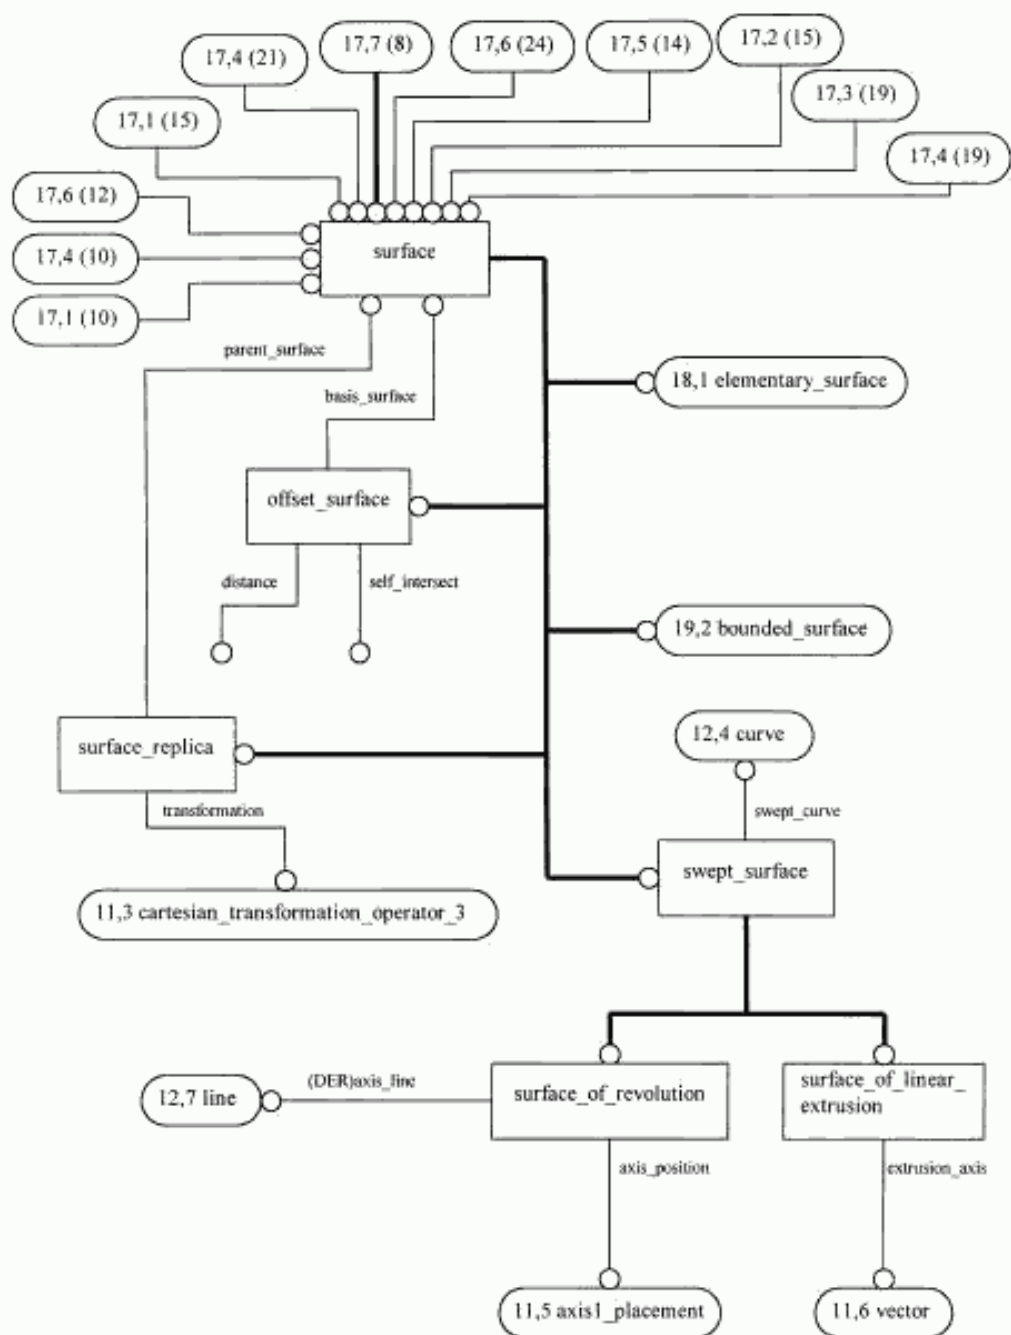 17,4 (21)
17,7 (8)
17,6 (24)
17,5 (14)
17,2 (15)
17,3 (19)
17,1 (15)
17,4 (19)
17,6 (12)
17,4 (10)
17,1 (10)
surface
parent_surface
basis_surface
18,1 elementary_surface
offset_surface
distance
self_intersect
19,2 bounded_surface
surface_replica
12,4 curve
transformation
swept_curve
swept_surface
11,3 cartesian_transformation_operator_3
(DER)axis_line
12,7 line
surface_of_revolution
surface_of_linear_
extrusion
axis_position
extrusion_axis
11,5 axis1_placement
11,6 vector